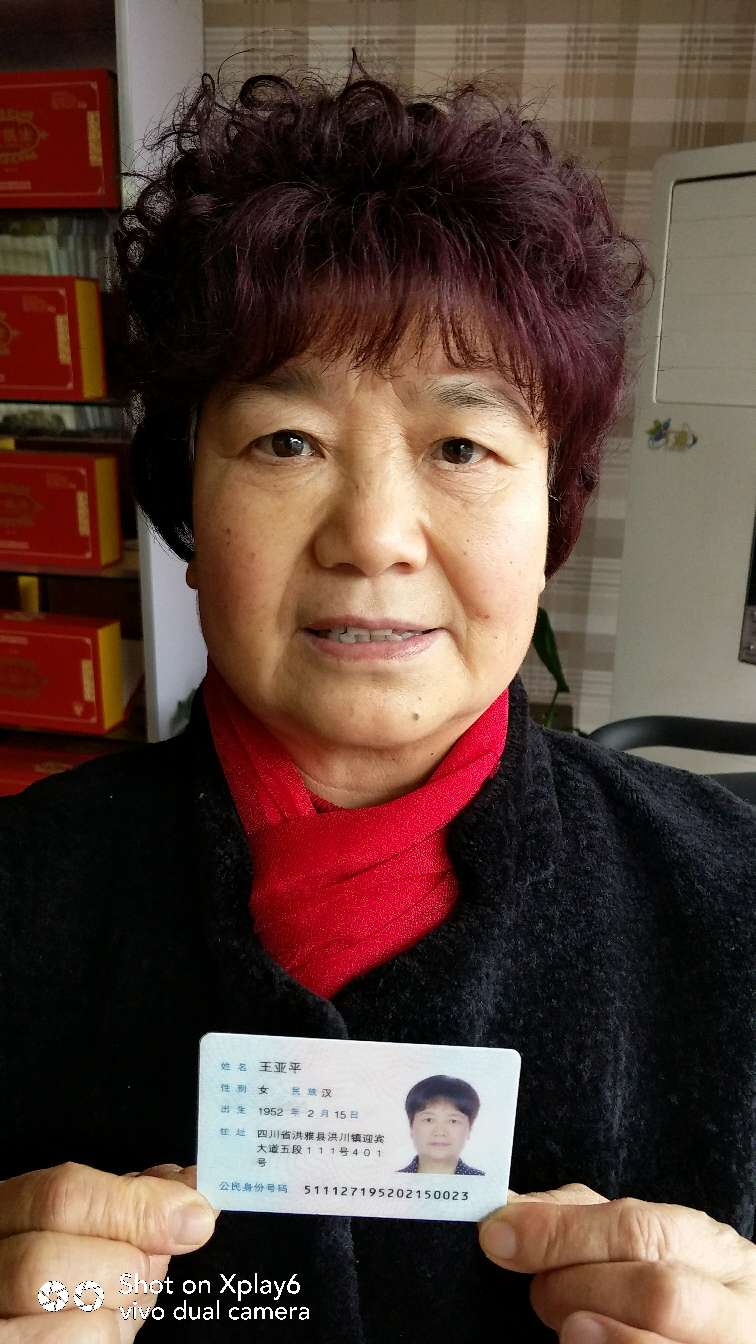 姓名 王亚平
性别 女 民族 汉
出生 1952 年 2 月 15 日
住址 四川省洪雅县洪川镇迎宾
大道五段111号401
号
公民身份号码 511127195202150023
Shot on Xplay6
vivo dual camera